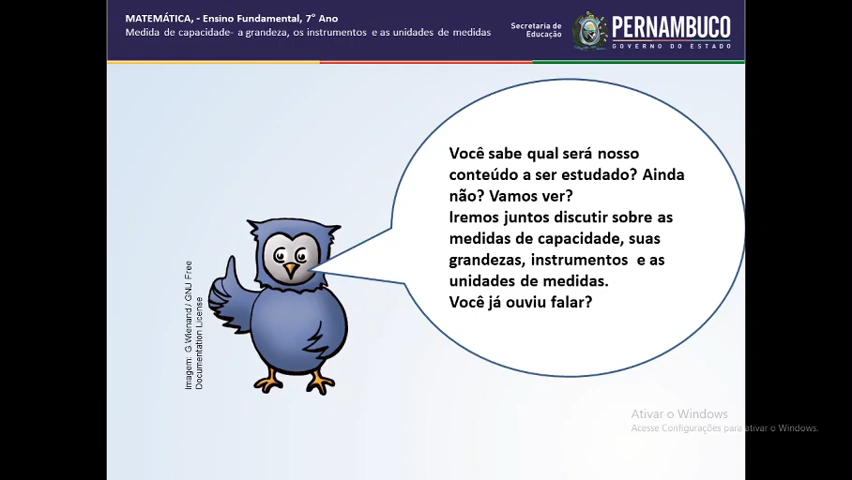 MATEMÁTICA, - Ensino Fundamental, 7º Ano
Medida de capacidade- a grandeza, os instrumentos e as unidades de medidas
Secretaria de
Educação
PERNAMBUCO
GOVERNO DO ESTADO
Você sabe qual será nosso
conteúdo a ser estudado? Ainda
não? Vamos ver?
Iremos juntos discutir sobre as
medidas de capacidade, suas
grandezas, instrumentos e as
unidades de medidas.
Você já ouviu falar?
Imagem: G.Wienand / GNU Free
Documentation License
Ativar o Windows
Acesse Configurações para ativar o Windows.